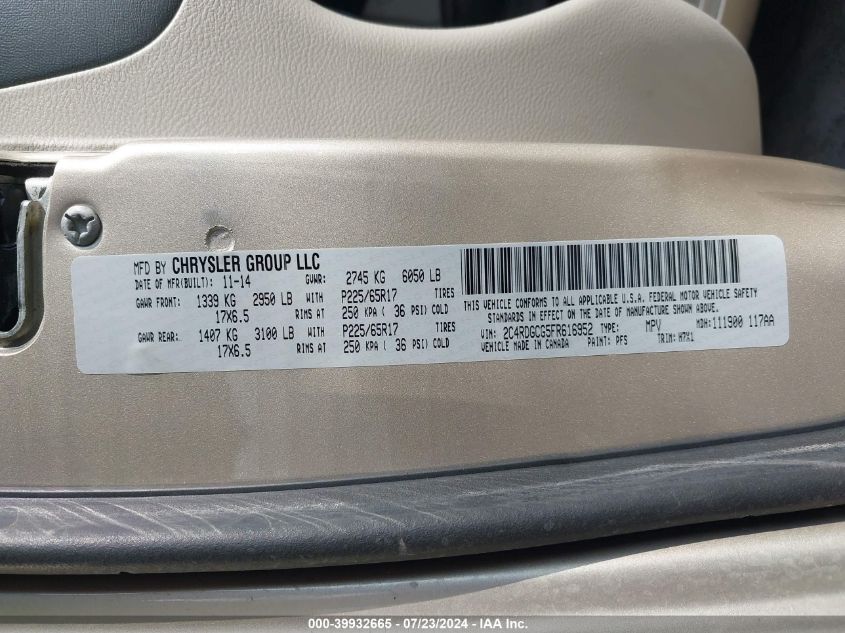 MFD BY CHRYSLER GROUP LLC
DATE OF MFR(BUILT): 11-14 GVWR: 2745 KG 6050 LB
GAWR FRONT: 1339 KG 2950 LB WITH P225/65R17 TIRES
17X6.5 RIMS AT 250 KPA ( 36 PSI) COLD
GAWR REAR: 1407 KG 3100 LB WITH P225/65R17 TIRES
17X6.5 RIMS AT 250 KPA ( 36 PSI) COLD
THIS VEHICLE CONFORMS TO ALL APPLICABLE U.S.A. FEDERAL MOTOR VEHICLE SAFETY
STANDARDS IN EFFECT ON THE DATE OF MANUFACTURE SHOWN ABOVE.
VIN: 2C4RDGCG5FR616952 TYPE: MPV MDH: 111900 117AA
VEHICLE MADE IN CANADA PAINT: PFS TRIM: H7X1
000-39932665 / 07/23/2024 - IAA Inc.